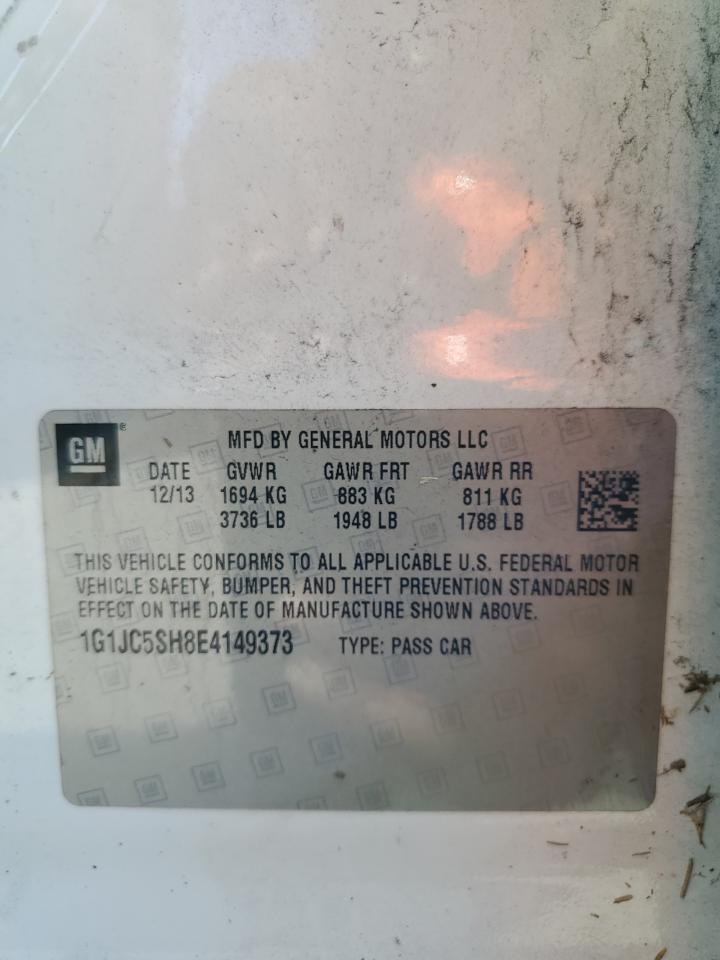 GM ®
MFD BY GENERAL MOTORS LLC
DATE GVWR GAWR FRT GAWR RR
12/13 1694 KG 883 KG 811 KG
3736 LB 1948 LB 1788 LB
THIS VEHICLE CONFORMS TO ALL APPLICABLE U.S. FEDERAL MOTOR
VEHICLE SAFETY, BUMPER, AND THEFT PREVENTION STANDARDS IN
EFFECT ON THE DATE OF MANUFACTURE SHOWN ABOVE.
1G1JC5SH8E4149373 TYPE: PASS CAR